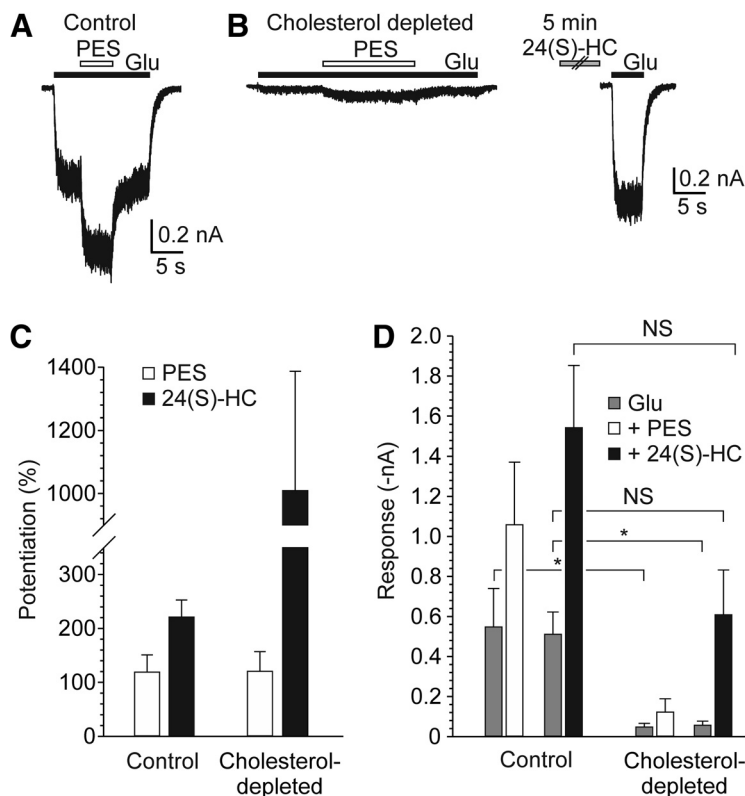 A
Control
PES
Glu
0.2 nA
5 s
B
Cholesterol depleted
PES
Glu
5 min
24(S)-HC
Glu
0.2 nA
5 s
C
Potentiation (%)
1400
1200
1000
300
200
100
0
PES
24(S)-HC
Control
Cholesterol-
depleted
D
Response (-nA)
2.0
1.8
1.6
1.4
1.2
1.0
0.8
0.6
0.4
0.2
0
NS
Glu
+ PES
+ 24(S)-HC
NS
*
*
Control
Cholesterol-
depleted